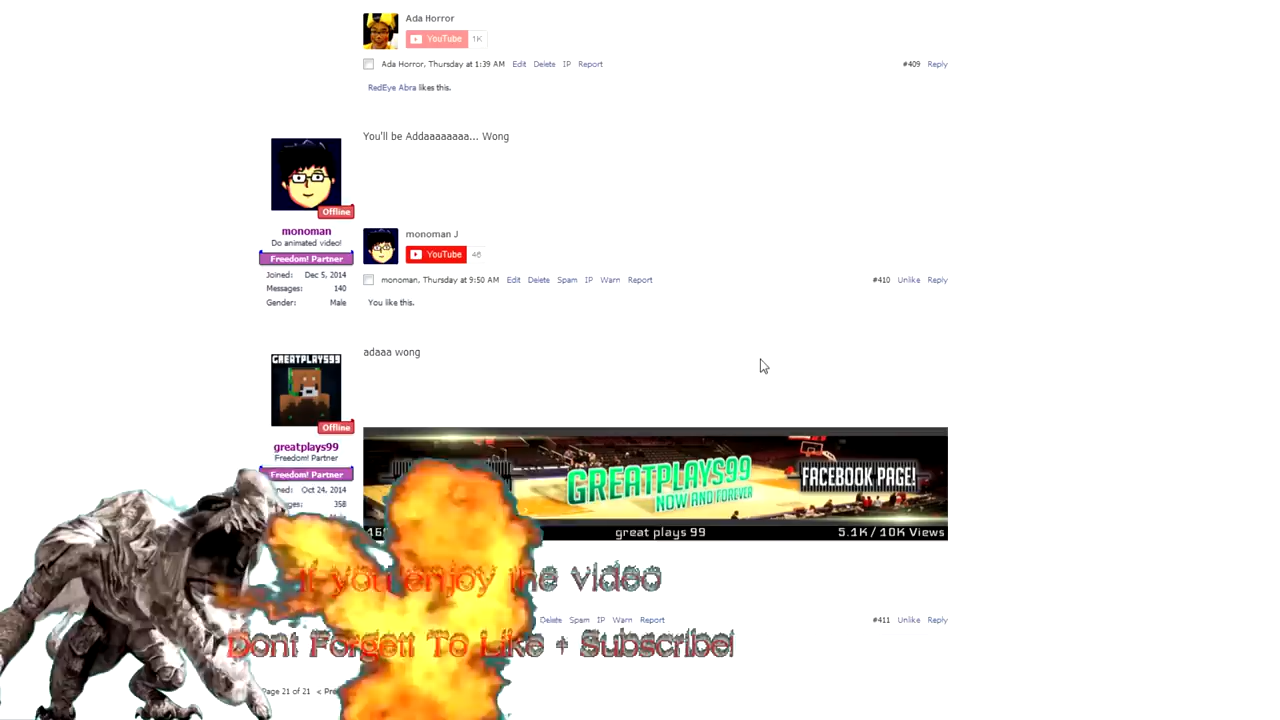 Ada Horror
YouTube 1K
Ada Horror, Thursday at 1:39 AM Edit Delete IP Report #409 Reply
RedEye Abra likes this.
You'll be Addaaaaaaaa... Wong
Offline
monoman
Do animated video!
Freedom! Partner
Joined: Dec 5, 2014
Messages: 140
Gender: Male
monoman J
YouTube 46
monoman, Thursday at 9:50 AM Edit Delete Spam IP Warn Report #410 Unlike Reply
You like this.
adaaa wong
GREATPLAYS99
Offline
greatplays99
Freedom! Partner
Freedom! Partner
Oct 24, 2014
358
GREATPLAYS99
NOW AND FOREVER
FACEBOOK PAGE!
great plays 99
5.1K / 10K Views
If you enjoy the video
Delete Spam IP Warn Report #411 Unlike Reply
Dont Forgett To Like + Subscribe!
Page 21 of 21